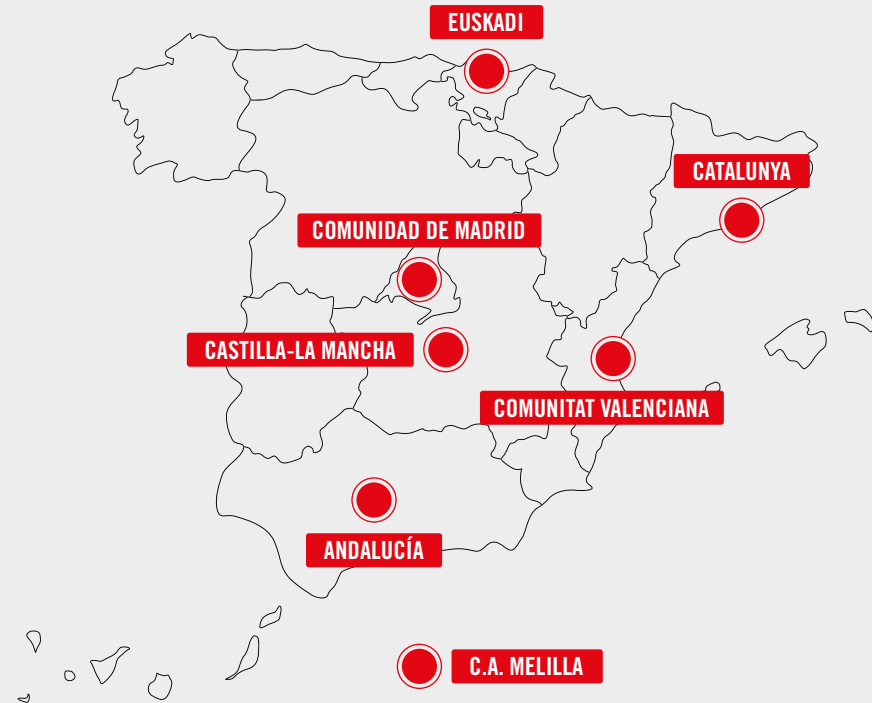 EUSKADI
CATALUNYA
COMUNIDAD DE MADRID
CASTILLA-LA MANCHA
COMUNITAT VALENCIANA
ANDALUCÍA
C.A. MELILLA